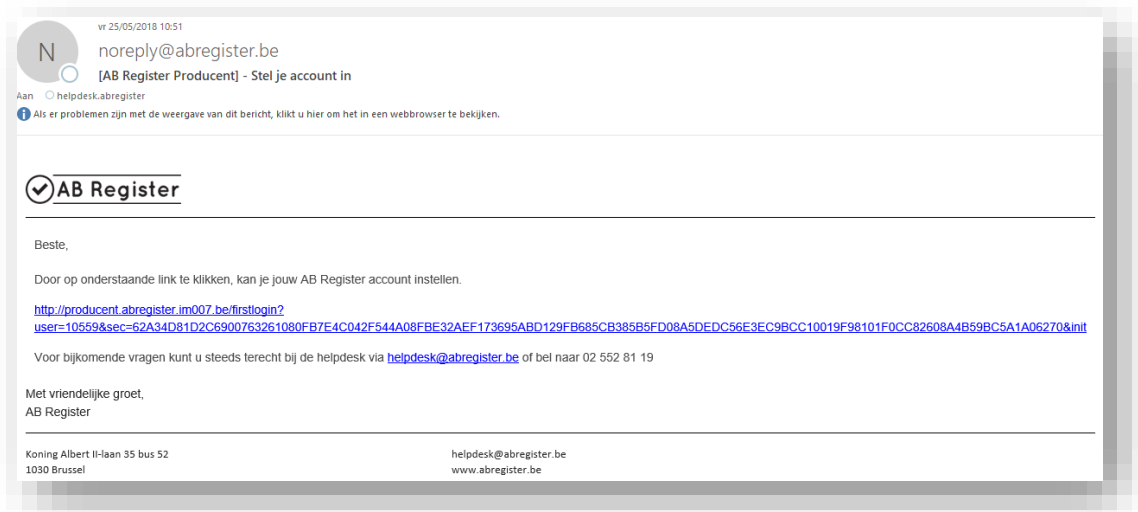 vr 25/05/2018 10:51
N
noreply@abregister.be
[AB Register Producent] - Stel je account in
Aan helpdesk.abregister
Als er problemen zijn met de weergave van dit bericht, klikt u hier om het in een webbrowser te bekijken.
AB Register
Beste,
Door op onderstaande link te klikken, kan je jouw AB Register account instellen.
http://producent.abregister.im007.be/firstlogin?
user=10559&sec=62A34D81D2C6900763261080FB7E4C042F544A08FBE32AEF173695ABD129FB685CB385B5FD08A5DEDC56E3EC9BCC10019F98101F0CC82608A4B59BC5A1A06270&init
Voor bijkomende vragen kunt u steeds terecht bij de helpdesk via helpdesk@abregister.be of bel naar 02 552 81 19
Met vriendelijke groet,
AB Register
Koning Albert II-laan 35 bus 52
helpdesk@abregister.be
1030 Brussel
www.abregister.be